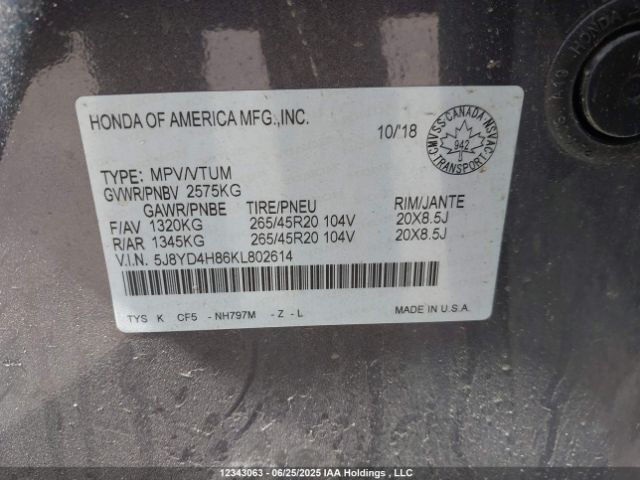 HONDA OF AMERICA MFG.,INC.
10/'18
CMVSS-CANADA-NSVAC
942
TRANSPORT
TYPE: MPV/VTUM
GVWR/PNBV 2575KG
GAWR/PNBE TIRE/PNEU RIM/JANTE
F/AV 1320KG 265/45R20 104V 20X8.5J
R/AR 1345KG 265/45R20 104V 20X8.5J
V.I.N. 5J8YD4H86KL802614
TYS K CF5 - NH797M - Z - L
MADE IN U.S.A.
HONDA
12343063 - 06/25/2025 IAA Holdings , LLC